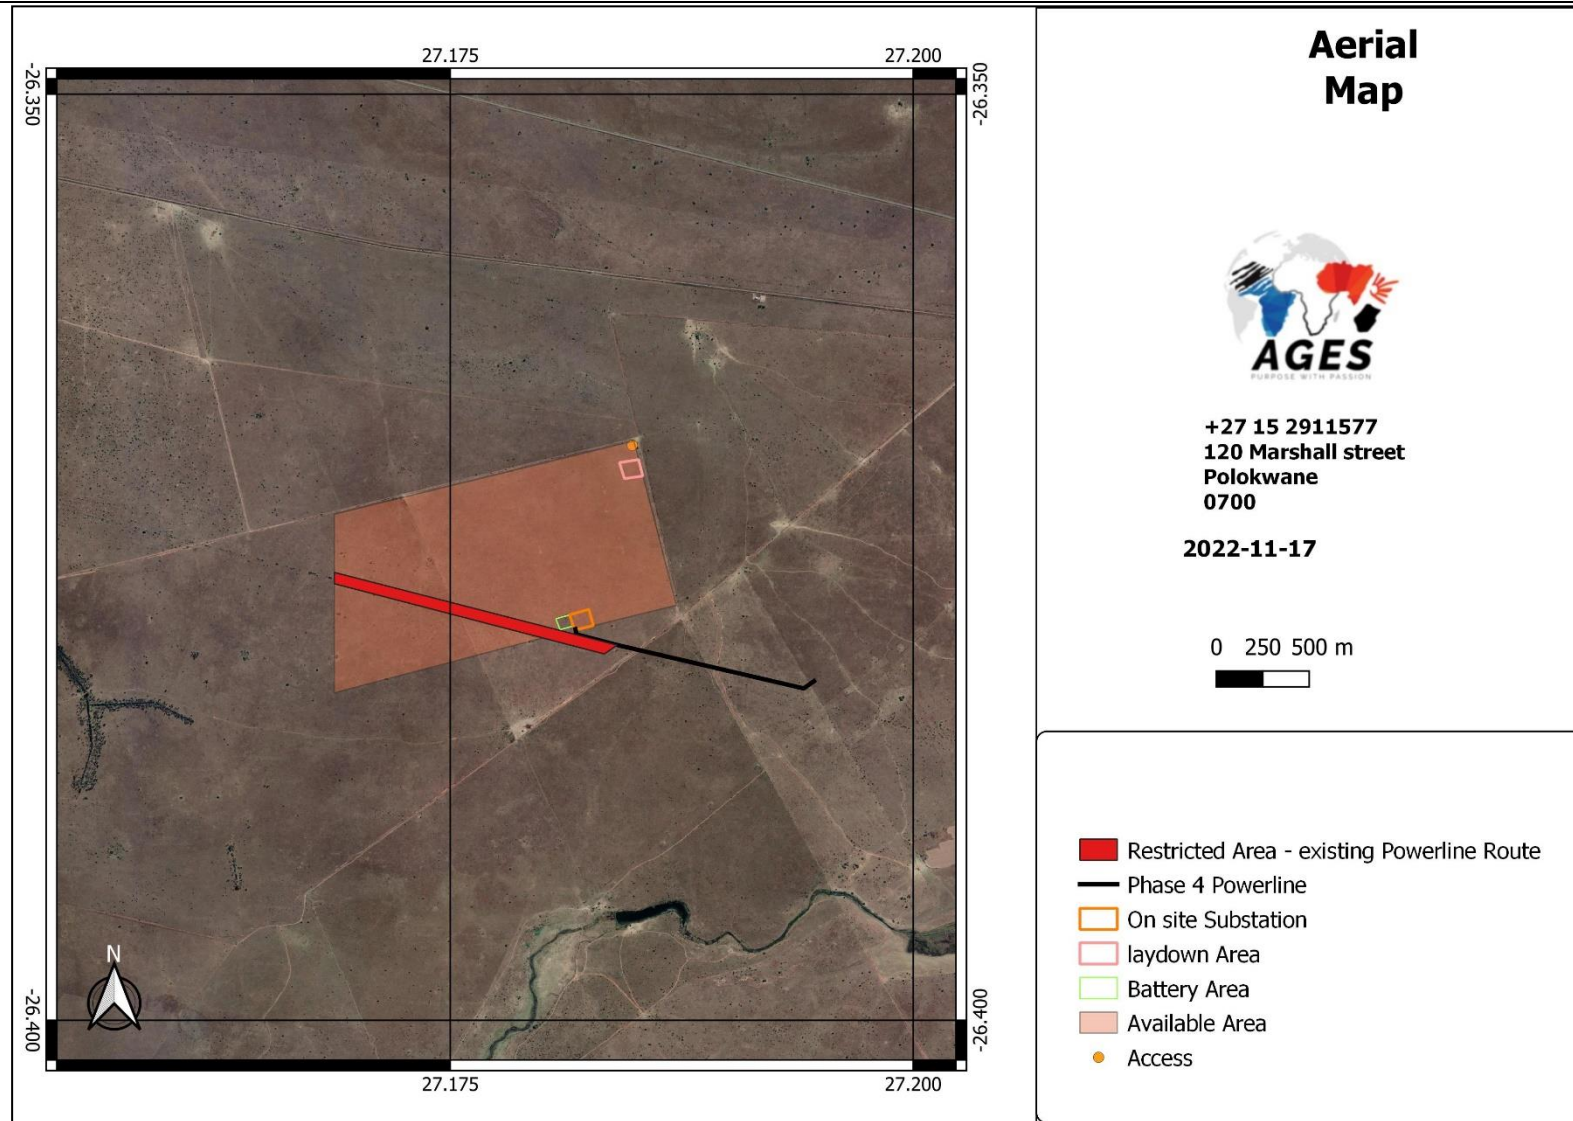 27.175
27.200
-26.350
-26.350
-26.400
-26.400
27.175
27.200
N
Aerial
Map
AGES
PURPOSE WITH PASSION
+27 15 2911577
120 Marshall street
Polokwane
0700
2022-11-17
0 250 500 m
Restricted Area - existing Powerline Route
Phase 4 Powerline
On site Substation
laydown Area
Battery Area
Available Area
Access